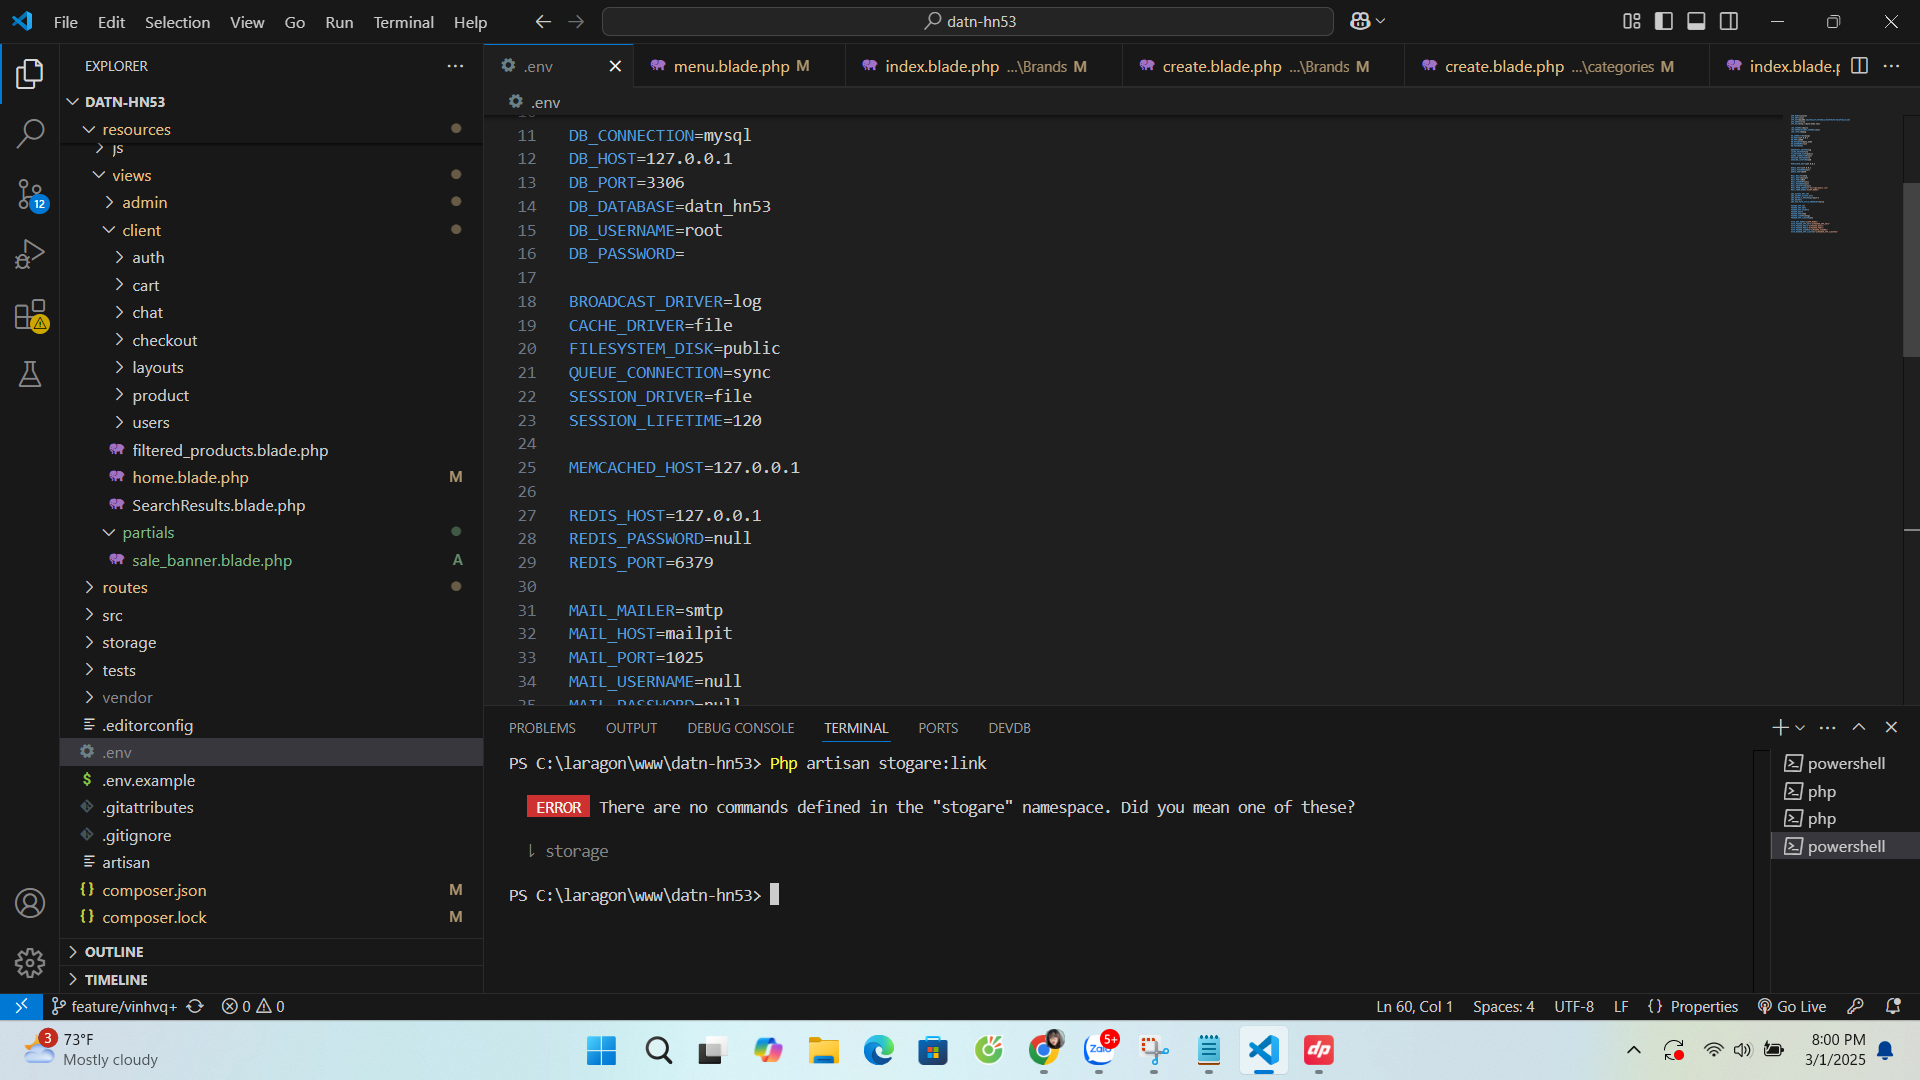 File Edit Selection View Go Run Terminal Help
datn-hn53
EXPLORER
DATN-HN53
resources
js
views
admin
client
auth
cart
chat
checkout
layouts
product
users
filtered_products.blade.php
home.blade.php M
SearchResults.blade.php
partials
sale_banner.blade.php A
routes
src
storage
tests
vendor
.editorconfig
.env
.env.example
.gitattributes
.gitignore
artisan
composer.json M
composer.lock M
OUTLINE
TIMELINE
12
.env
menu.blade.php M
index.blade.php ...\Brands M
create.blade.php ...\Brands M
create.blade.php ...\categories M
index.blade.p
.env
11 DB_CONNECTION=mysql
12 DB_HOST=127.0.0.1
13 DB_PORT=3306
14 DB_DATABASE=datn_hn53
15 DB_USERNAME=root
16 DB_PASSWORD=
17
18 BROADCAST_DRIVER=log
19 CACHE_DRIVER=file
20 FILESYSTEM_DISK=public
21 QUEUE_CONNECTION=sync
22 SESSION_DRIVER=file
23 SESSION_LIFETIME=120
24
25 MEMCACHED_HOST=127.0.0.1
26
27 REDIS_HOST=127.0.0.1
28 REDIS_PASSWORD=null
29 REDIS_PORT=6379
30
31 MAIL_MAILER=smtp
32 MAIL_HOST=mailpit
33 MAIL_PORT=1025
34 MAIL_USERNAME=null
35 MAIL_PASSWORD=null
PROBLEMS OUTPUT DEBUG CONSOLE TERMINAL PORTS DEVDB
PS C:\laragon\www\datn-hn53> Php artisan stogare:link
ERROR There are no commands defined in the "stogare" namespace. Did you mean one of these?
⇂ storage
PS C:\laragon\www\datn-hn53>
powershell
php
php
powershell
feature/vinhvq+ 0 0
Ln 60, Col 1 Spaces: 4 UTF-8 LF {} Properties Go Live
3
73°F
Mostly cloudy
Zalo
5+
dp
8:00 PM
3/1/2025